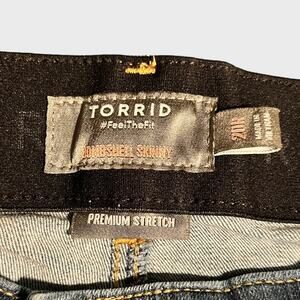 TORRID
#FeelTheFit
BOMBSHELL SKINNY
20R
MADE IN
PREMIUM STRETCH